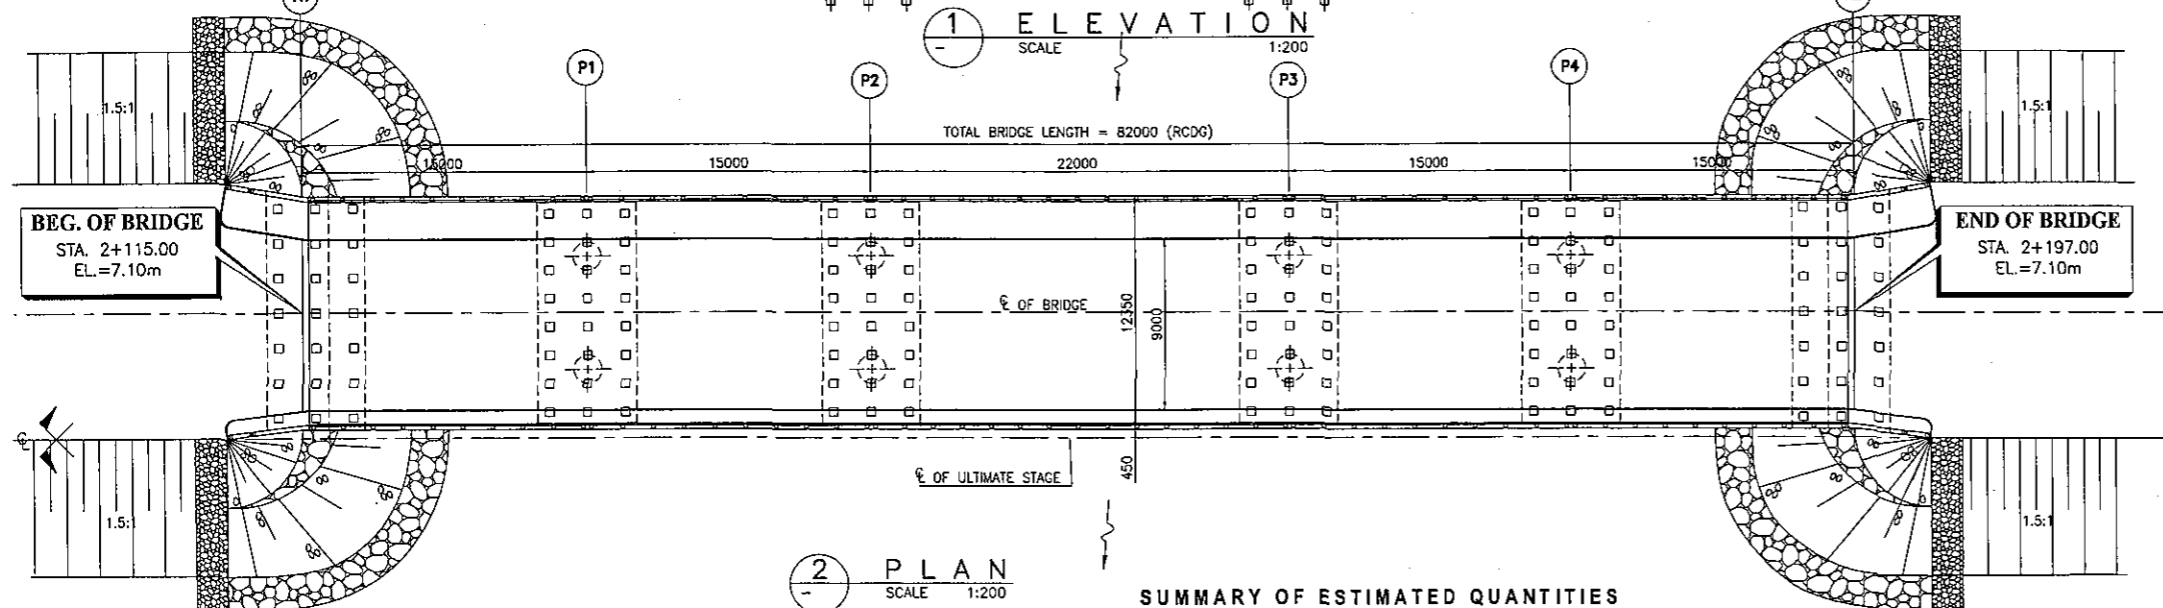 1 ELEVATION
- SCALE 1:200
P1
P2
P3
P4
1.5:1
1.5:1
TOTAL BRIDGE LENGTH = 82000 (RCDG)
15000 15000 22000 15000 15000
BEG. OF BRIDGE
STA. 2+115.00
EL.=7.10m
END OF BRIDGE
STA. 2+197.00
EL.=7.10m
℄ OF BRIDGE
12350
9000
℄
℄ OF ULTIMATE STAGE
450
1.5:1
1.5:1
2 PLAN
- SCALE 1:200
SUMMARY OF ESTIMATED QUANTITIES